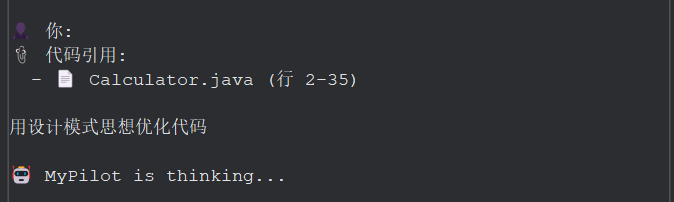 你:
代码引用:
- Calculator.java (行 2-35)
用设计模式思想优化代码
MyPilot is thinking...